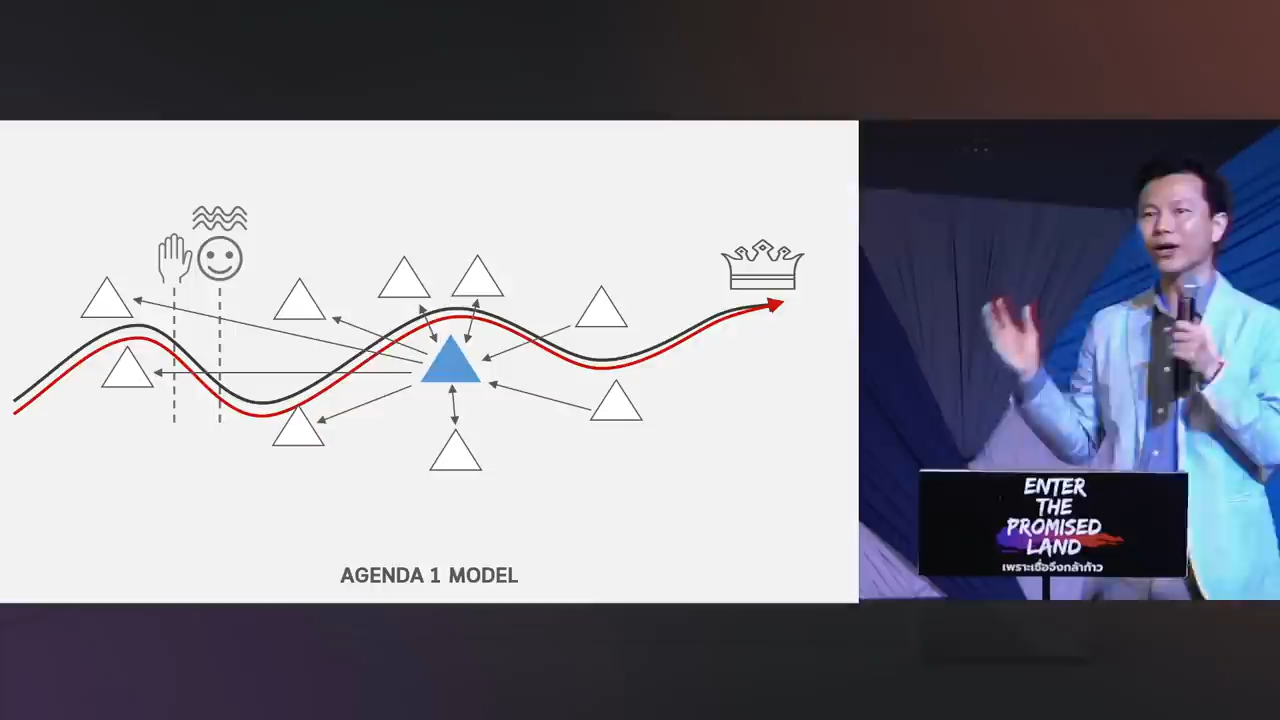 AGENDA 1 MODEL
ENTER
THE
PROMISED
LAND
เพราะเชื่อจึงกล้าก้าว